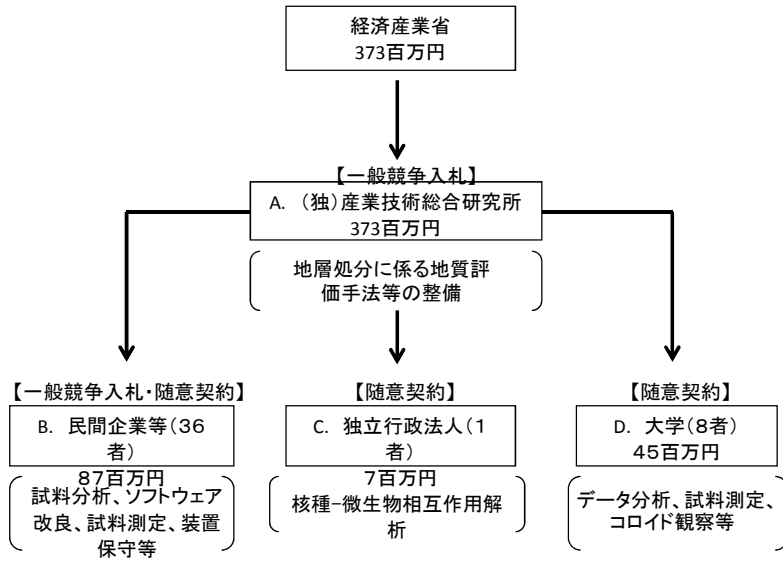 経済産業省
373百万円
【一般競争入札】
A. （独）産業技術総合研究所
373百万円
地層処分に係る地質評
価手法等の整備
【一般競争入札・随意契約】
B. 民間企業等（３６
者）
８７百万円
試料分析、ソフトウェア
改良、試料測定、装置
保守等
【随意契約】
C. 独立行政法人（１
者）
７百万円
核種−微生物相互作用解
析
【随意契約】
D. 大学（８者）
４５百万円
データ分析、試料測定、
コロイド観察等